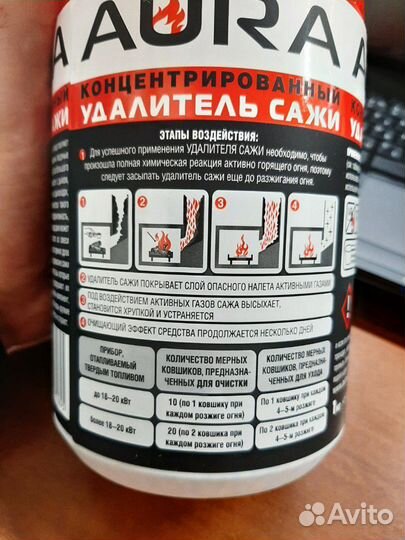 AURA
КОНЦЕНТРИРОВАННЫЙ
УДАЛИТЕЛЬ САЖИ
ЭТАПЫ ВОЗДЕЙСТВИЯ:
1 Для успешного применения УДАЛИТЕЛЯ САЖИ необходимо, чтобы
произошла полная химическая реакция активно горящего огня, поэтому
следует засыпать удалитель сажи еще до разжигания огня.
1 2 3 4
2 УДАЛИТЕЛЬ САЖИ ПОКРЫВАЕТ СЛОЙ ОПАСНОГО НАЛЕТА АКТИВНЫМИ ГАЗАМИ
3 ПОД ВОЗДЕЙСТВИЕМ АКТИВНЫХ ГАЗОВ САЖА ВЫСЫХАЕТ,
СТАНОВИТСЯ ХРУПКОЙ И УСТРАНЯЕТСЯ
4 ОЧИЩАЮЩИЙ ЭФФЕКТ СРЕДСТВА ПРОДОЛЖАЕТСЯ НЕСКОЛЬКО ДНЕЙ
ПРИБОР,
ОТАПЛИВАЕМЫЙ
ТВЕРДЫМ ТОПЛИВОМ
КОЛИЧЕСТВО МЕРНЫХ
КОВШИКОВ, ПРЕДНАЗНА-
ЧЕННЫХ ДЛЯ ОЧИСТКИ
КОЛИЧЕСТВО МЕРНЫХ
КОВШИКОВ, ПРЕДНАЗНА-
ЧЕННЫХ ДЛЯ УХОДА
до 18–20 кВт
10 (по 1 ковшику при
каждом розжиге огня)
По 1 ковшику при каждом
4–5-м розжиге
более 18–20 кВт
20 (по 2 ковшика при
каждом розжиге огня)
По 2 ковшика при каждом
4–5-м розжиге
Avito